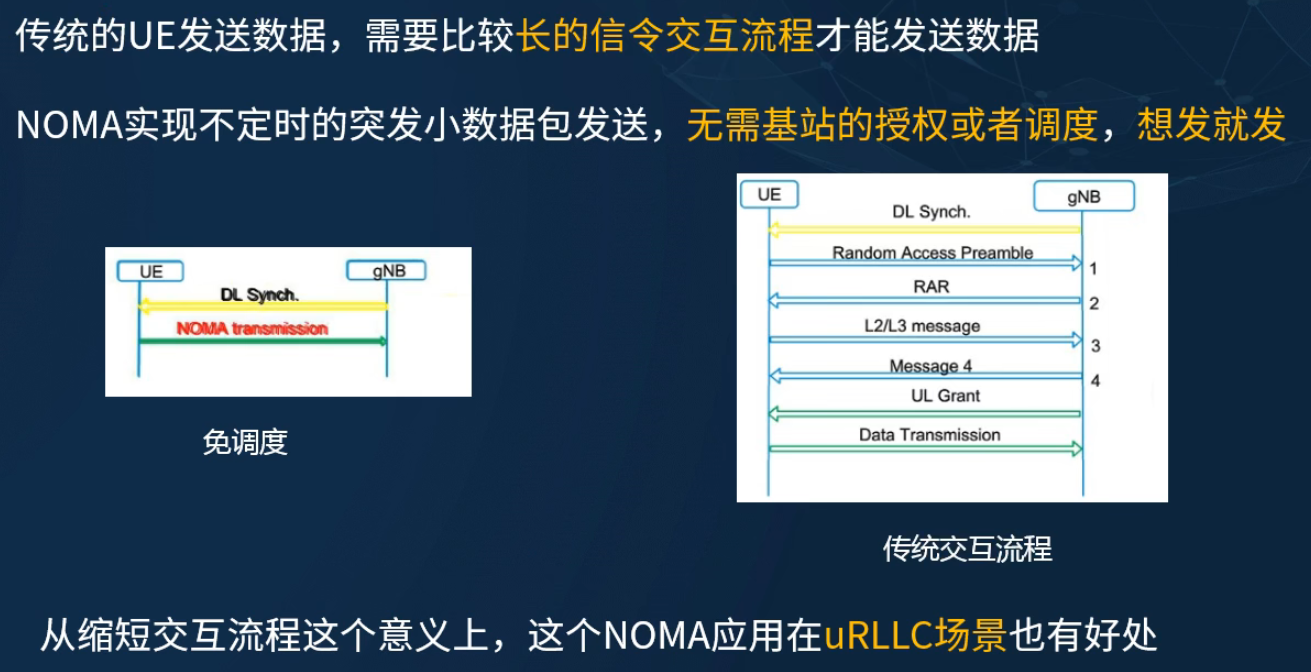 传统的UE发送数据，需要比较长的信令交互流程才能发送数据
NOMA实现不定时的突发小数据包发送，无需基站的授权或者调度，想发就发
UE
gNB
DL Synch.
NOMA transmission
免调度
UE
gNB
DL Synch.
Random Access Preamble
1
RAR
2
L2/L3 message
3
Message 4
4
UL Grant
Data Transmission
传统交互流程
从缩短交互流程这个意义上，这个NOMA应用在uRLLC场景也有好处